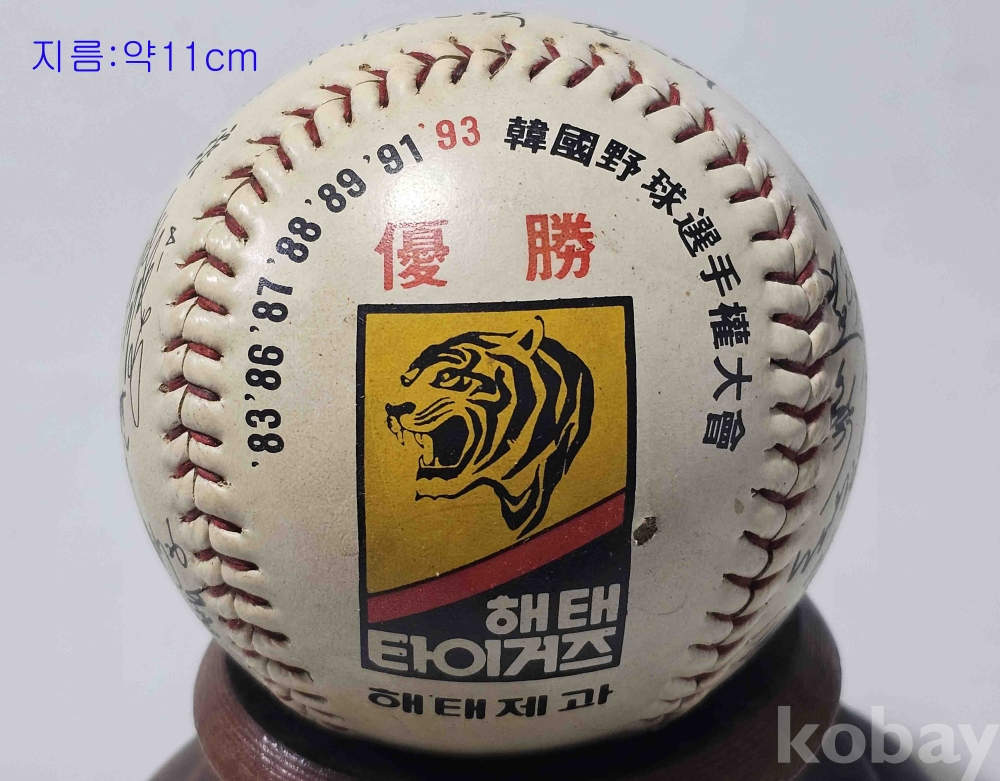 지름:약11cm
'83'86'87'88'89'91'93 韓國野球選手權大會
優勝
해태
타이거즈
해태제과
kobay